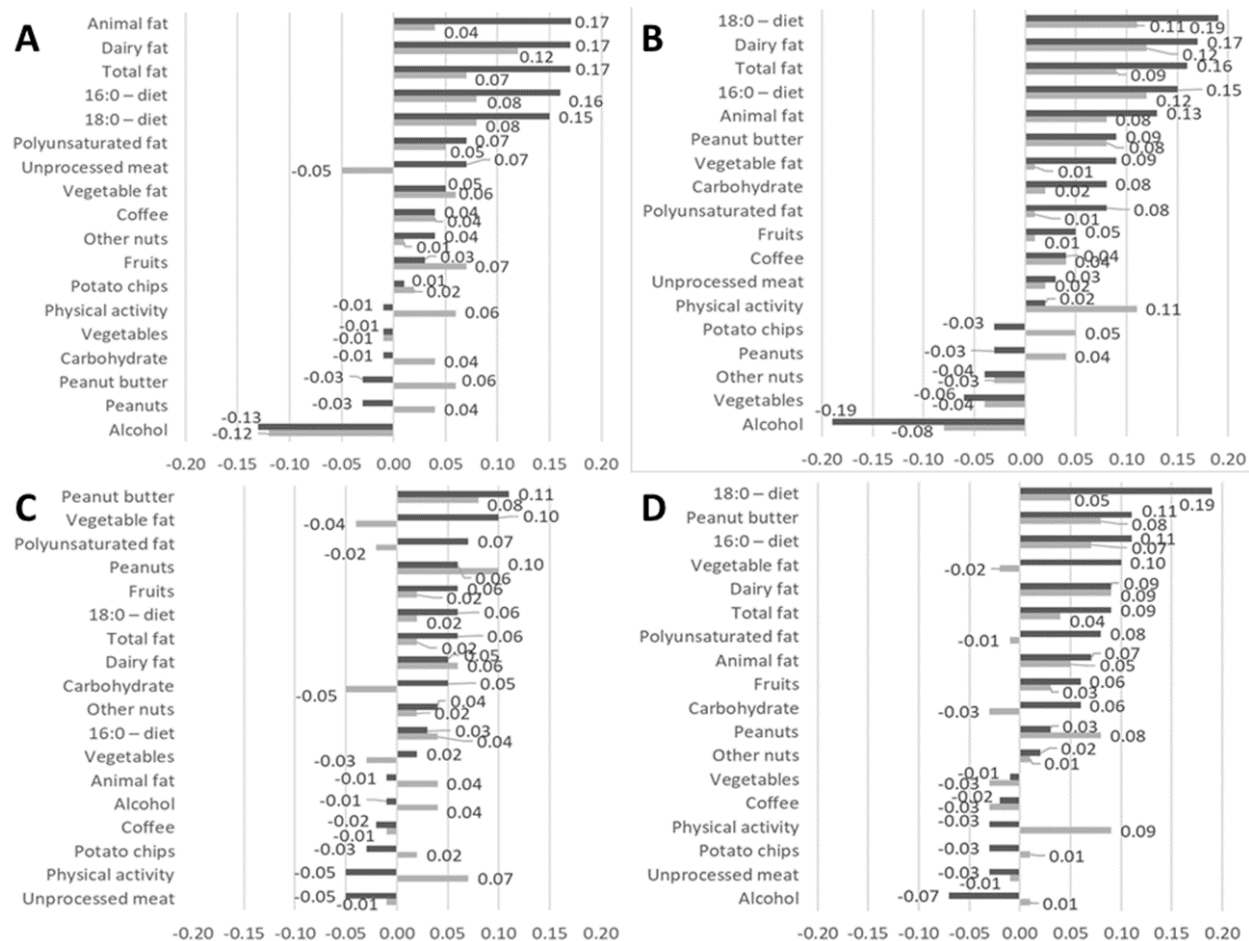 A
Animal fat 0.17
0.04
Dairy fat 0.17
0.12
Total fat 0.17
0.07
16:0 – diet 0.16
0.08
18:0 – diet 0.15
0.08
Polyunsaturated fat 0.07
0.05
Unprocessed meat -0.05 0.07
Vegetable fat 0.05
0.06
Coffee 0.04
0.04
Other nuts 0.04
0.01
Fruits 0.03
0.07
Potato chips 0.01
0.02
Physical activity -0.01
0.06
Vegetables -0.01
-0.01
Carbohydrate -0.01
0.04
Peanut butter -0.03
0.06
Peanuts -0.03
0.04
Alcohol -0.13
-0.12
-0.20 -0.15 -0.10 -0.05 0.00 0.05 0.10 0.15 0.20
B
18:0 – diet 0.11 0.19
Dairy fat 0.17
0.12
Total fat 0.16
0.09
16:0 – diet 0.15
0.12
Animal fat 0.13
0.08
Peanut butter 0.09
0.08
Vegetable fat 0.09
0.01
Carbohydrate 0.08
0.02
Polyunsaturated fat 0.08
0.01
Fruits 0.05
0.01
Coffee 0.04
0.04
Unprocessed meat 0.03
0.02
Physical activity 0.02
0.11
Potato chips -0.03
0.05
Peanuts -0.03
0.04
Other nuts -0.04
-0.03
Vegetables -0.06
-0.04
Alcohol -0.19
-0.08
-0.20 -0.15 -0.10 -0.05 0.00 0.05 0.10 0.15 0.20
C
Peanut butter 0.11
0.08
Vegetable fat -0.04 0.10
Polyunsaturated fat 0.07
-0.02
Peanuts 0.10
0.06
Fruits 0.06
0.02
18:0 – diet 0.06
0.02
Total fat 0.06
0.02
Dairy fat 0.05
0.06
Carbohydrate 0.05
-0.05
Other nuts 0.04
0.02
16:0 – diet 0.03
0.04
Vegetables 0.02
-0.03
Animal fat -0.01
0.04
Alcohol -0.01
0.04
Coffee -0.02
-0.01
Potato chips -0.03
0.02
Physical activity -0.05
0.07
Unprocessed meat -0.05
-0.01
-0.20 -0.15 -0.10 -0.05 0.00 0.05 0.10 0.15 0.20
D
18:0 – diet 0.05 0.19
Peanut butter 0.11
0.08
16:0 – diet 0.11
0.07
Vegetable fat 0.10
-0.02
Dairy fat 0.09
0.09
Total fat 0.09
0.04
Polyunsaturated fat 0.08
-0.01
Animal fat 0.07
0.05
Fruits 0.06
0.03
Carbohydrate 0.06
-0.03
Peanuts 0.03
0.08
Other nuts 0.02
0.01
Vegetables -0.01
-0.03
Coffee -0.02
-0.03
Physical activity -0.03
0.09
Potato chips -0.03
0.01
Unprocessed meat -0.03
-0.01
Alcohol -0.07
0.01
-0.20 -0.15 -0.10 -0.05 0.00 0.05 0.10 0.15 0.20